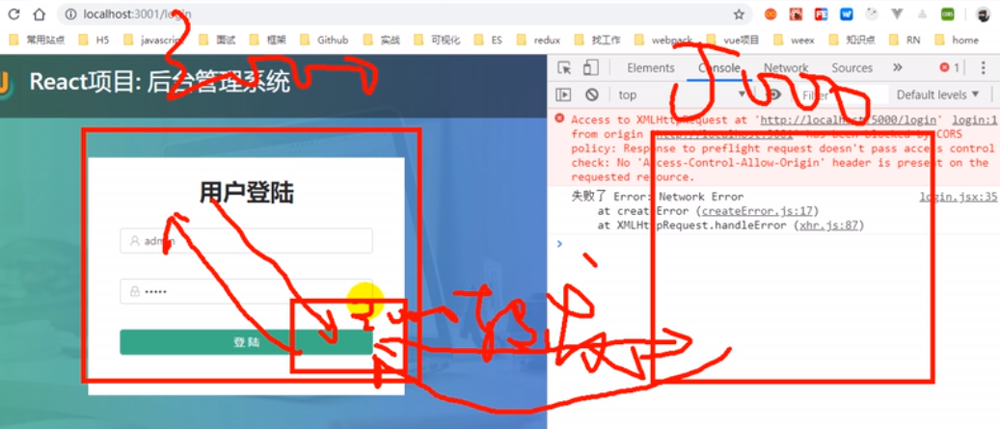 localhost:3001/login
常用站点 H5 javascript 面试 框架 Github 实战 可视化 ES redux 找工作 webpack vue项目 weex 知识点 RN home
React项目: 后台管理系统
Elements Console Network Sources 1
top Filter Default levels
用户登陆
admin
•••••
登 陆
Access to XMLHttpRequest at 'http://localhost:5000/login' login:1
from origin 'http://localhost:3001' has been blocked by CORS
policy: Response to preflight request doesn't pass access control
check: No 'Access-Control-Allow-Origin' header is present on the
requested resource.
失败了 Error: Network Error login.jsx:35
at createError (createError.js:17)
at XMLHttpRequest.handleError (xhr.js:87)